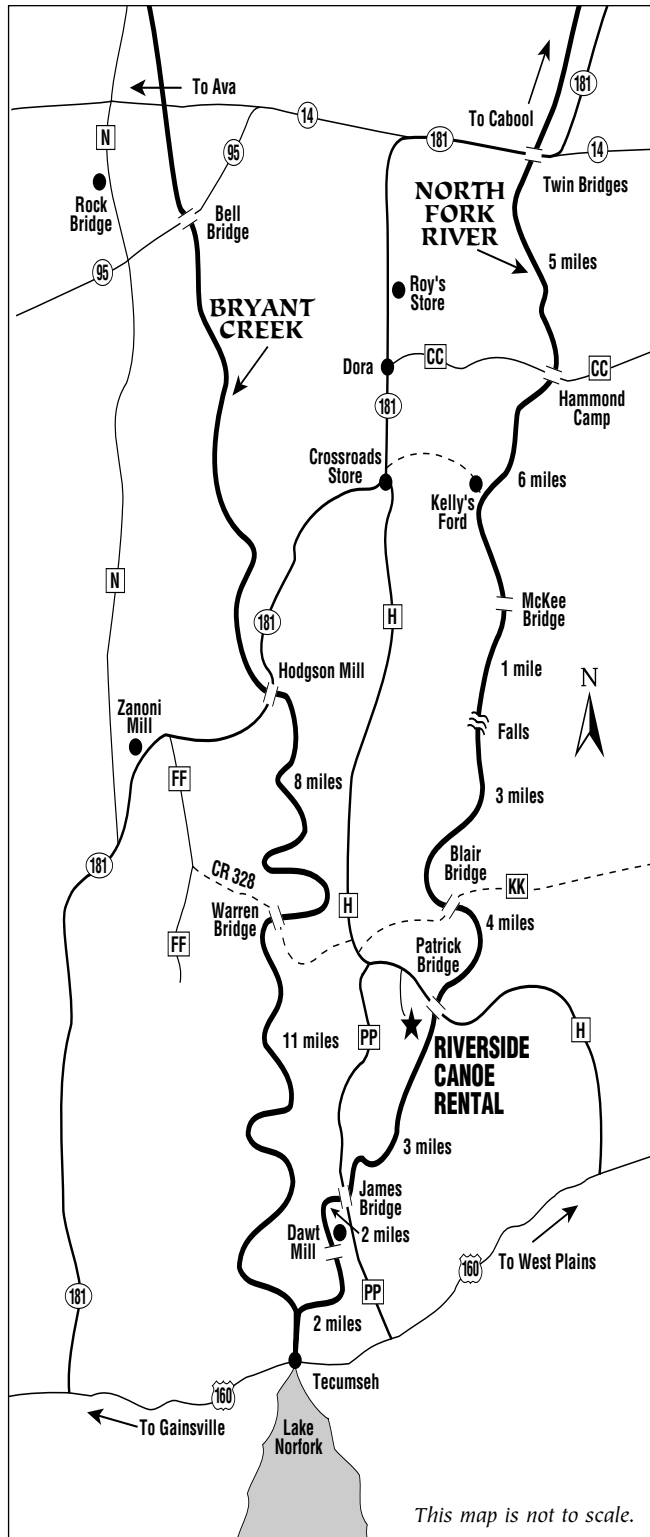 To Ava
181
To Cabool
14
181
14
N
95
Twin Bridges
Rock
Bridge
NORTH
FORK
RIVER
Bell
Bridge
5 miles
95
Roy's
Store
BRYANT
CREEK
Dora
CC
CC
Hammond
Camp
181
Crossroads
Store
6 miles
Kelly's
Ford
N
McKee
Bridge
H
181
1 mile
Hodgson Mill
N
Zanoni
Mill
Falls
FF
8 miles
3 miles
Blair
Bridge
181
CR 328
KK
H
Warren
Bridge
4 miles
FF
Patrick
Bridge
11 miles
PP
RIVERSIDE
CANOE
RENTAL
H
3 miles
James
Bridge
Dawt
Mill
2 miles
To West Plains
160
PP
181
2 miles
Tecumseh
160
To Gainsville
Lake
Norfork
This map is not to scale.